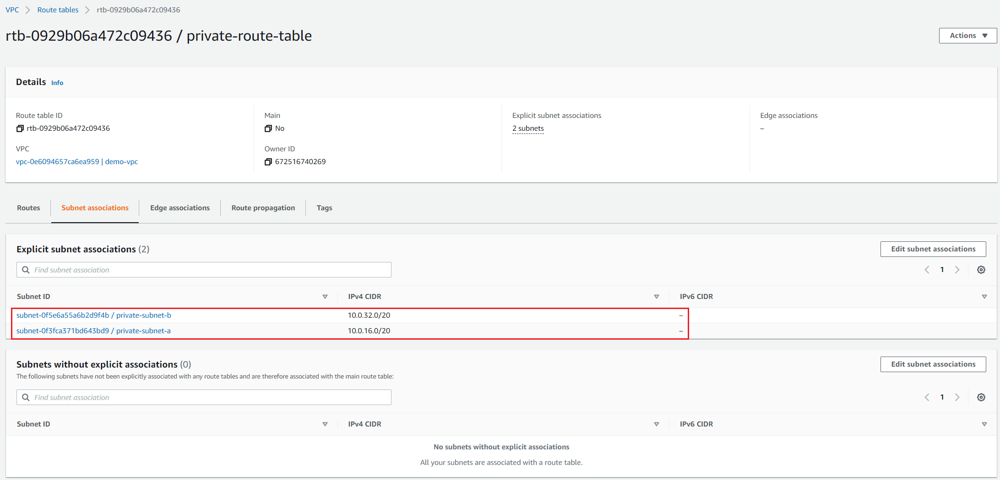 VPC > Route tables > rtb-0929b06a472c09436
rtb-0929b06a472c09436 / private-route-table
Actions
Details Info
Route table ID
rtb-0929b06a472c09436
Main
No
Explicit subnet associations
2 subnets
Edge associations
–
VPC
vpc-0e6094657ca6ea959 | demo-vpc
Owner ID
672516740269
Routes Subnet associations Edge associations Route propagation Tags
Explicit subnet associations (2)
Edit subnet associations
Find subnet association
1
Subnet ID IPv4 CIDR IPv6 CIDR
subnet-0f5e6a55a6b2d9f4b / private-subnet-b 10.0.32.0/20 –
subnet-0f3fca371bd643bd9 / private-subnet-a 10.0.16.0/20 –
Subnets without explicit associations (0)
Edit subnet associations
The following subnets have not been explicitly associated with any route tables and are therefore associated with the main route table:
Find subnet association
1
Subnet ID IPv4 CIDR IPv6 CIDR
No subnets without explicit associations
All your subnets are associated with a route table.